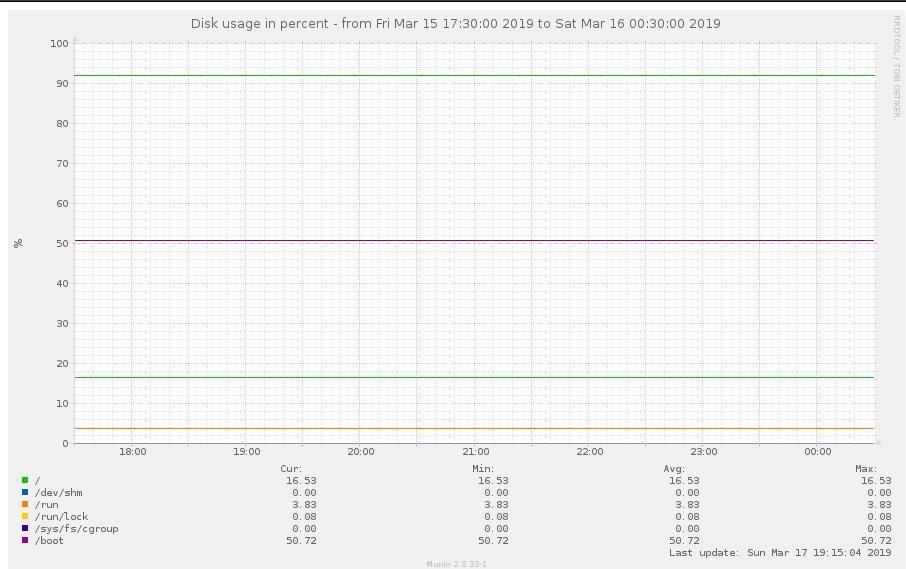 Disk usage in percent - from Fri Mar 15 17:30:00 2019 to Sat Mar 16 00:30:00 2019
RRDTOOL / TOBI OETIKER
100
90
80
70
60
50
40
30
20
10
0
%
18:00 19:00 20:00 21:00 22:00 23:00 00:00
Cur: Min: Avg: Max:
/ 16.53 16.53 16.53 16.53
/dev/shm 0.00 0.00 0.00 0.00
/run 3.83 3.83 3.83 3.83
/run/lock 0.08 0.08 0.08 0.08
/sys/fs/cgroup 0.00 0.00 0.00 0.00
/boot 50.72 50.72 50.72 50.72
Last update: Sun Mar 17 19:15:04 2019
Munin 2.0.33-1